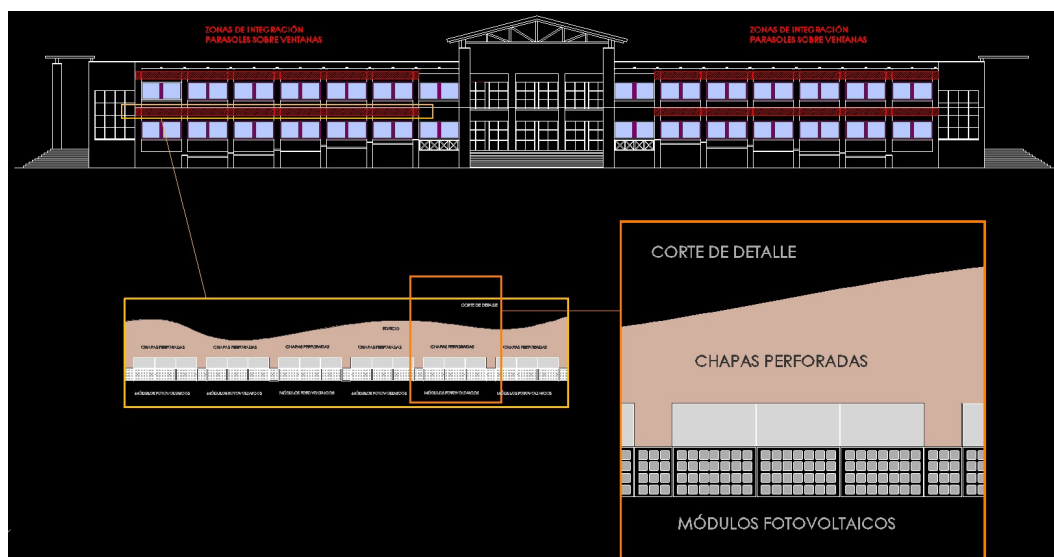 ZONAS DE INTEGRACIÓN
PARASOLES SOBRE VENTANAS
ZONAS DE INTEGRACIÓN
PARASOLES SOBRE VENTANAS
CORTE DE DETALLE
CORTE DE DETALLE
EDIFICIO
CHAPAS PERFORADAS
CHAPAS PERFORADAS
CHAPAS PERFORADAS
CHAPAS PERFORADAS
CHAPAS PERFORADAS
CHAPAS PERFORADAS
CHAPAS PERFORADAS
MÓDULOS FOTOVOLTAICOS
MÓDULOS FOTOVOLTAICOS
MÓDULOS FOTOVOLTAICOS
MÓDULOS FOTOVOLTAICOS
MÓDULOS FOTOVOLTAICOS
MÓDULOS FOTOVOLTAICOS
MÓDULOS FOTOVOLTAICOS